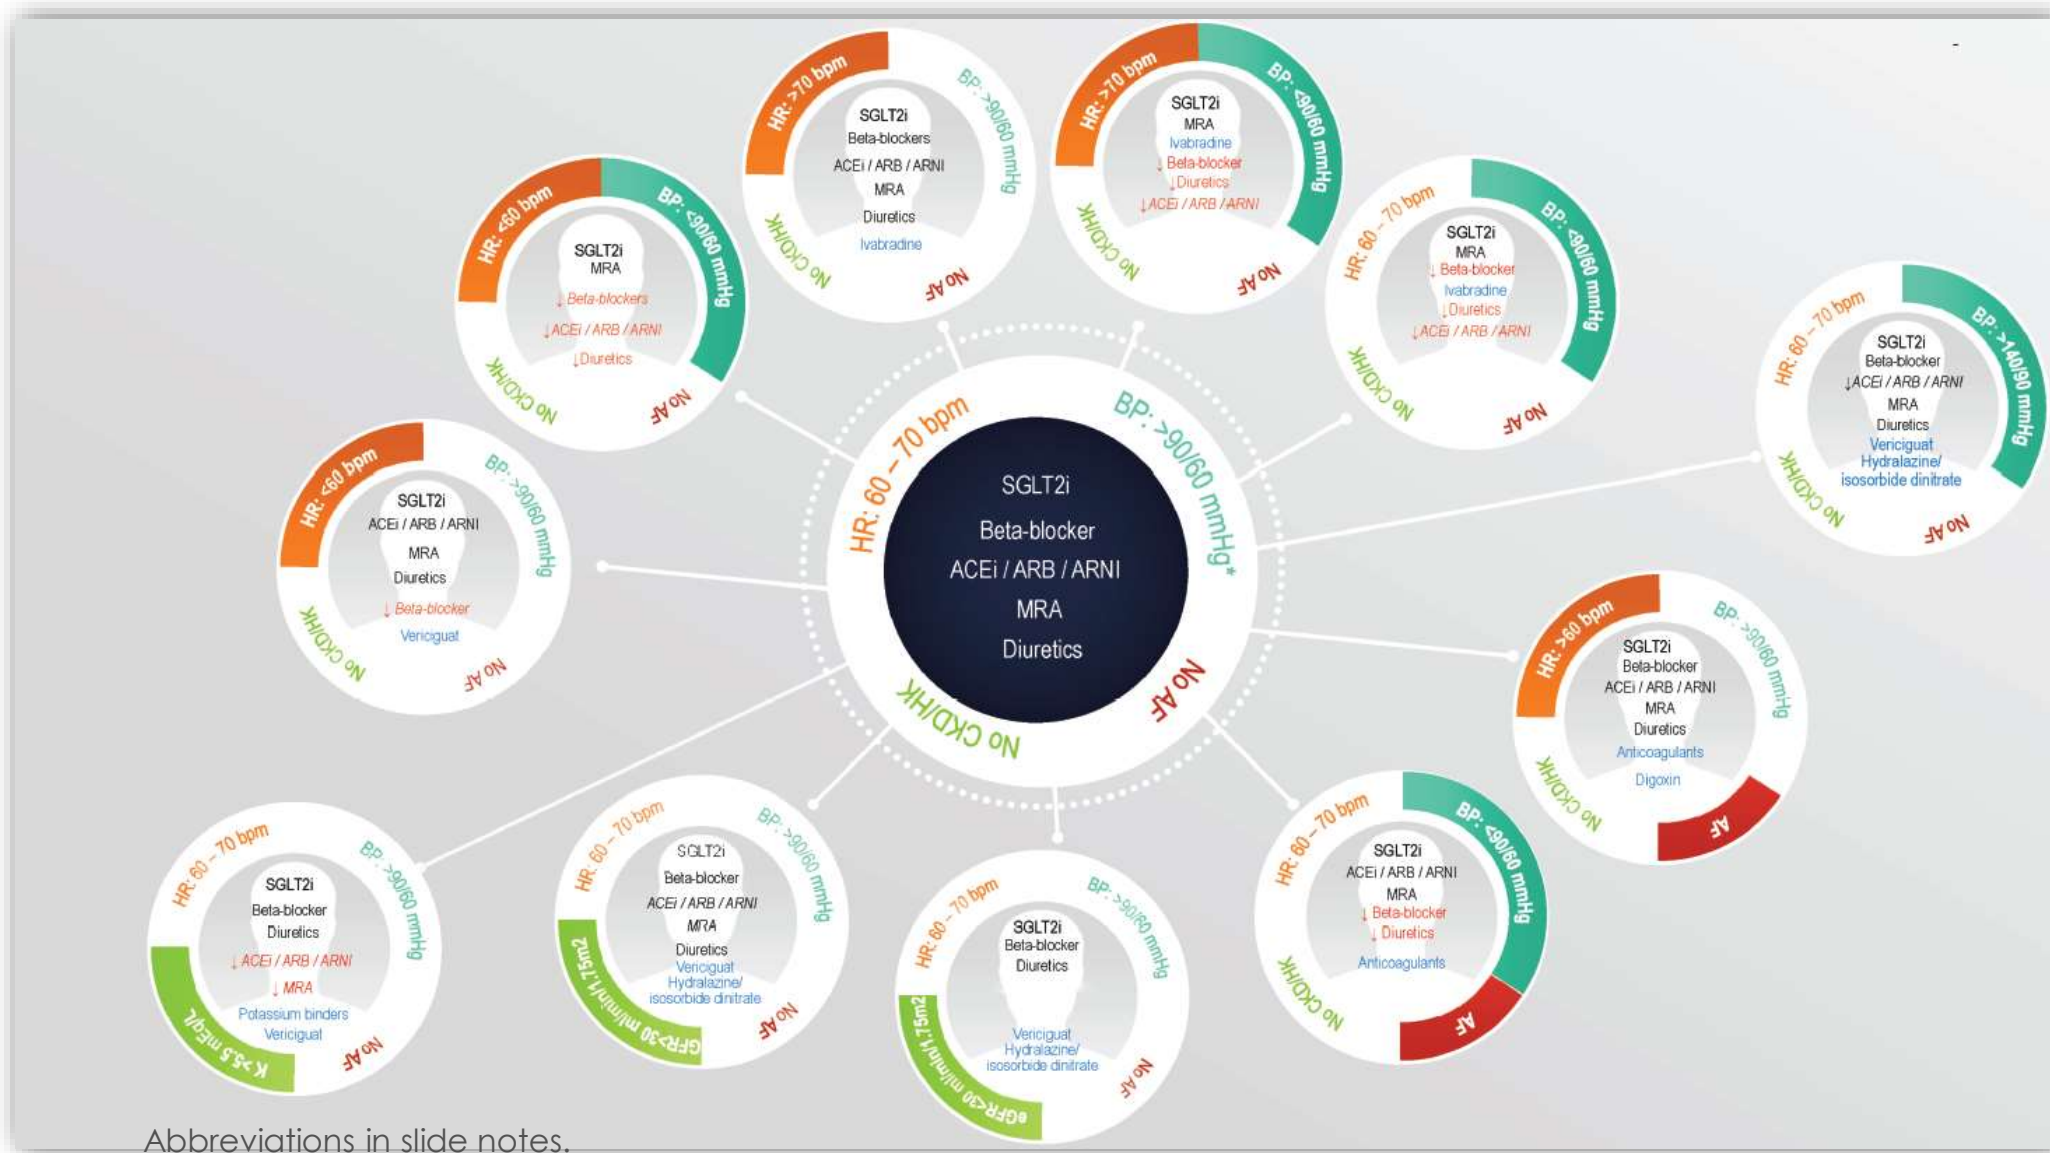 HR: 60 – 70 bpm
BP: >90/60 mmHg*
SGLT2i
Beta-blocker
ACEi / ARB / ARNI
MRA
Diuretics
No CKD/HK
No AF
HR: >70 bpm
BP: >90/60 mmHg
SGLT2i
Beta-blockers
ACEi / ARB / ARNI
MRA
Diuretics
Ivabradine
No CKD/HK
No AF
HR: >70 bpm
BP: <90/60 mmHg
SGLT2i
MRA
Ivabradine
↓ Beta-blocker
↓Diuretics
↓ACEi / ARB / ARNI
No CKD/HK
No AF
HR: 60 – 70 bpm
BP: <90/60 mmHg
SGLT2i
MRA
↓ Beta-blocker
Ivabradine
↓Diuretics
↓ACEi / ARB / ARNI
No CKD/HK
No AF
HR: 60 – 70 bpm
BP: >140/90 mmHg
SGLT2i
Beta-blocker
↓ACEi / ARB / ARNI
MRA
Diuretics
Vericiguat
Hydralazine/
isosorbide dinitrate
No CKD/HK
No AF
HR: >60 bpm
BP: >90/60 mmHg
SGLT2i
Beta-blocker
ACEi / ARB / ARNI
MRA
Diuretics
Anticoagulants
Digoxin
No CKD/HK
AF
HR: 60 – 70 bpm
BP: <90/60 mmHg
SGLT2i
ACEi / ARB / ARNI
MRA
↓ Beta-blocker
↓ Diuretics
Anticoagulants
No CKD/HK
AF
HR: 60 – 70 bpm
BP: >90/60 mmHg
SGLT2i
Beta-blocker
Diuretics
Vericiguat
Hydralazine/
isosorbide dinitrate
eGFR<30 ml/min/1.75m2
No AF
HR: 60 – 70 bpm
BP: >90/60 mmHg
SGLT2i
Beta-blocker
ACEi / ARB / ARNI
MRA
Diuretics
Vericiguat
Hydralazine/
isosorbide dinitrate
GFR>30 ml/min/1.75m2
No AF
HR: 60 – 70 bpm
BP: >90/60 mmHg
SGLT2i
Beta-blocker
Diuretics
↓ ACEi / ARB / ARNI
↓ MRA
Potassium binders
Vericiguat
K >5.5 mEq/L
No AF
HR: <60 bpm
BP: >90/60 mmHg
SGLT2i
ACEi / ARB / ARNI
MRA
Diuretics
↓ Beta-blocker
Vericiguat
No CKD/HK
No AF
HR: <60 bpm
BP: <90/60 mmHg
SGLT2i
MRA
↓ Beta-blockers
↓ACEi / ARB / ARNI
↓Diuretics
No CKD/HK
No AF
Abbreviations in slide notes.